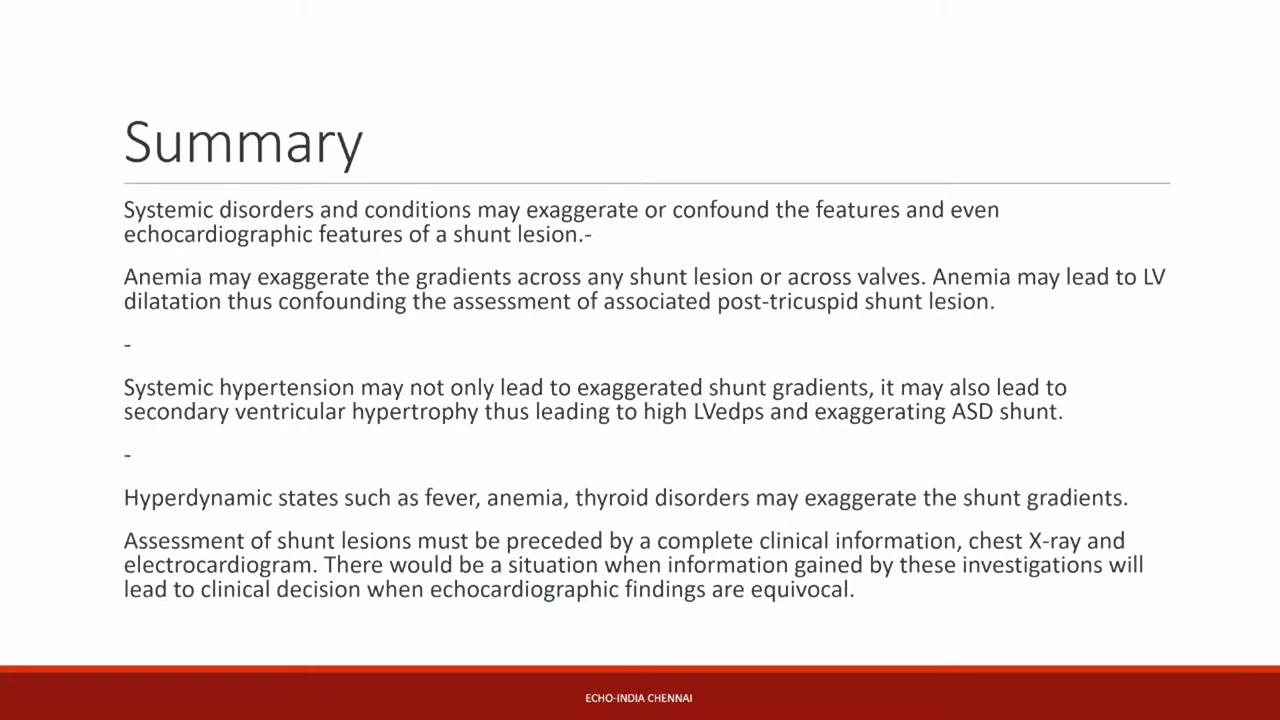 Summary
Systemic disorders and conditions may exaggerate or confound the features and even
echocardiographic features of a shunt lesion.-
Anemia may exaggerate the gradients across any shunt lesion or across valves. Anemia may lead to LV
dilatation thus confounding the assessment of associated post-tricuspid shunt lesion.
-
Systemic hypertension may not only lead to exaggerated shunt gradients, it may also lead to
secondary ventricular hypertrophy thus leading to high LVedps and exaggerating ASD shunt.
-
Hyperdynamic states such as fever, anemia, thyroid disorders may exaggerate the shunt gradients.
Assessment of shunt lesions must be preceded by a complete clinical information, chest X-ray and
electrocardiogram. There would be a situation when information gained by these investigations will
lead to clinical decision when echocardiographic findings are equivocal.
ECHO-INDIA CHENNAI